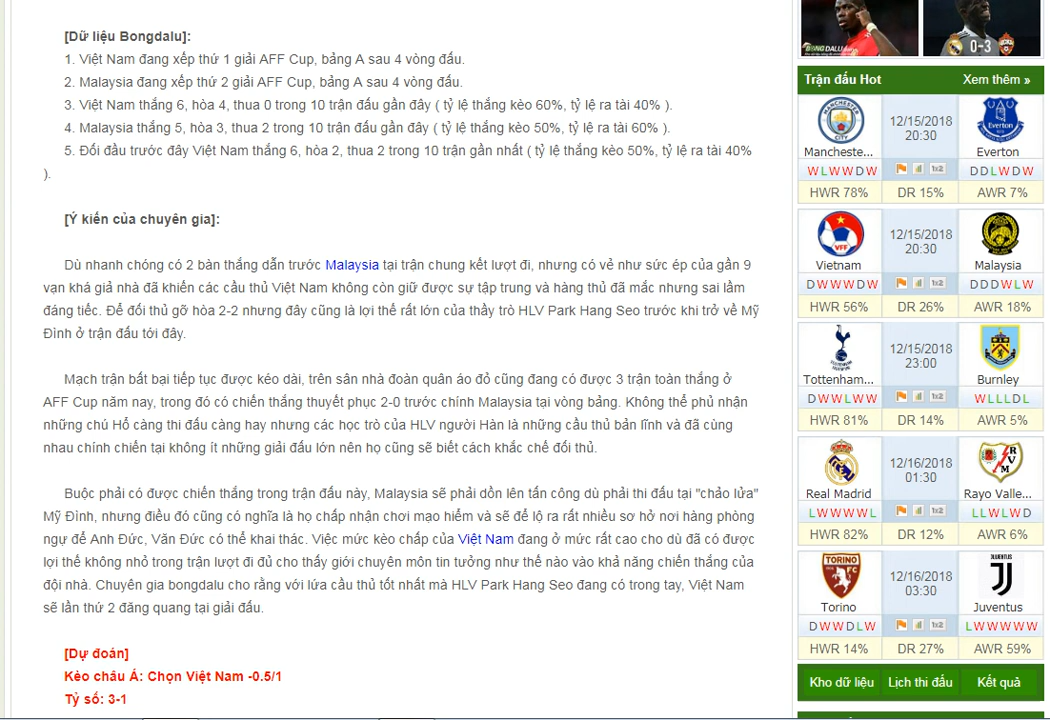 [Dữ liệu Bongdalu]:
1. Việt Nam đang xếp thứ 1 giải AFF Cup, bảng A sau 4 vòng đấu.
2. Malaysia đang xếp thứ 2 giải AFF Cup, bảng A sau 4 vòng đấu.
3. Việt Nam thắng 6, hòa 4, thua 0 trong 10 trận đấu gần đây ( tỷ lệ thắng kèo 60%, tỷ lệ ra tài 40% ).
4. Malaysia thắng 5, hòa 3, thua 2 trong 10 trận đấu gần đây ( tỷ lệ thắng kèo 50%, tỷ lệ ra tài 60% ).
5. Đối đầu trước đây Việt Nam thắng 6, hòa 2, thua 2 trong 10 trận gần nhất ( tỷ lệ thắng kèo 50%, tỷ lệ ra tài 40%
).
[Ý kiến của chuyên gia]:
Dù nhanh chóng có 2 bàn thắng dẫn trước Malaysia tại trận chung kết lượt đi, nhưng có vẻ như sức ép của gần 9
vạn khá giả nhà đã khiến các cầu thủ Việt Nam không còn giữ được sự tập trung và hàng thủ đã mắc nhưng sai lầm
đáng tiếc. Để đối thủ gỡ hòa 2-2 nhưng đây cũng là lợi thế rất lớn của thầy trò HLV Park Hang Seo trước khi trở về Mỹ
Đình ở trận đấu tới đây.
Mạch trận bất bại tiếp tục được kéo dài, trên sân nhà đoàn quân áo đỏ cũng đang có được 3 trận toàn thắng ở
AFF Cup năm nay, trong đó có chiến thắng thuyết phục 2-0 trước chính Malaysia tại vòng bảng. Không thể phủ nhận
những chú Hổ càng thi đấu càng hay nhưng các học trò của HLV người Hàn là những cầu thủ bản lĩnh và đã cùng
nhau chinh chiến tại không ít những giải đấu lớn nên họ cũng sẽ biết cách khắc chế đối thủ.
Buộc phải có được chiến thắng trong trận đấu này, Malaysia sẽ phải dồn lên tấn công dù phải thi đấu tại "chảo lửa"
Mỹ Đình, nhưng điều đó cũng có nghĩa là họ chấp nhận chơi mạo hiểm và sẽ để lộ ra rất nhiều sơ hở nơi hàng phòng
ngự để Anh Đức, Văn Đức có thể khai thác. Việc mức kèo chấp của Việt Nam đang ở mức rất cao cho dù đã có được
lợi thế không nhỏ trong trận lượt đi đủ cho thấy giới chuyên môn tin tưởng như thế nào vào khả năng chiến thắng của
đội nhà. Chuyên gia bongdalu cho rằng với lứa cầu thủ tốt nhất mà HLV Park Hang Seo đang có trong tay, Việt Nam
sẽ lần thứ 2 đăng quang tại giải đấu.
[Dự đoán]
Kèo châu Á: Chọn Việt Nam -0.5/1
Tỷ số: 3-1
0-3
Trận đấu Hot Xem thêm »
12/15/2018
20:30
Mancheste... Everton
WLWWDW 1x2 DDLWDW
HWR 78% DR 15% AWR 7%
VFF
12/15/2018
20:30
Vietnam Malaysia
DWWWDW 1x2 DDDWLW
HWR 56% DR 26% AWR 18%
12/15/2018
23:00
Tottenham... Burnley
DWWLWW 1x2 WLLLDL
HWR 81% DR 14% AWR 5%
12/16/2018
01:30
Real Madrid Rayo Valle...
LWWWWL 1x2 LLWLWD
HWR 82% DR 12% AWR 6%
TORINO FC JUVENTUS
12/16/2018
03:30
Torino Juventus
DWWDLW 1x2 LWWWWW
HWR 14% DR 27% AWR 59%
Kho dữ liệu Lịch thi đấu Kết quả